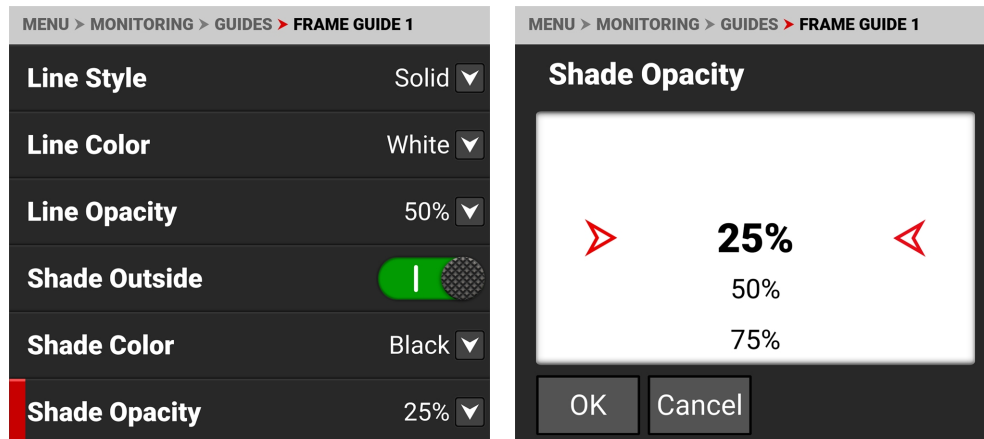 MENU > MONITORING > GUIDES > FRAME GUIDE 1
Line Style Solid
Line Color White
Line Opacity 50%
Shade Outside
Shade Color Black
Shade Opacity 25%
MENU > MONITORING > GUIDES > FRAME GUIDE 1
Shade Opacity
25%
50%
75%
OK Cancel